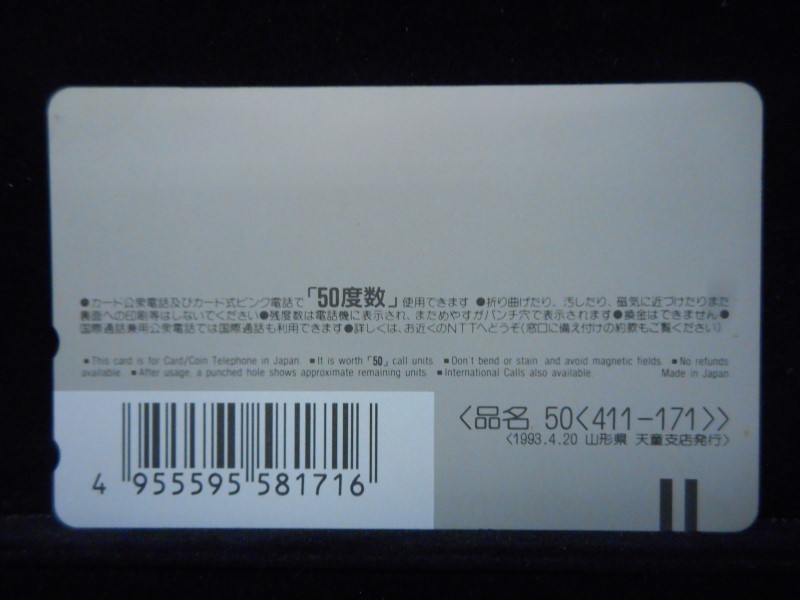 ●カード公衆電話及びカード式ピンク電話で「50度数」使用できます ●折り曲げたり、汚したり、磁気に近づけたりまた
裏面への印刷等はしないでください●残度数は電話機に表示され、まためやすがパンチ穴で表示されます●換金はできません●
国際通話兼用公衆電話では国際通話も利用できます●詳しくは、お近くのNTTへどうぞ(窓口に備え付けの約款もご覧ください)
■This card is for Card/Coin Telephone in Japan. ■It is worth「50」call units. ■Don't bend or stain and avoid magnetic fields. ■No refunds
available. ■After usage, a punched hole shows approximate remaining units. ■International Calls also available. Made in Japan
<品名 50<411-171>>
<1993.4.20 山形県 天童支店発行>
4 955595 581716